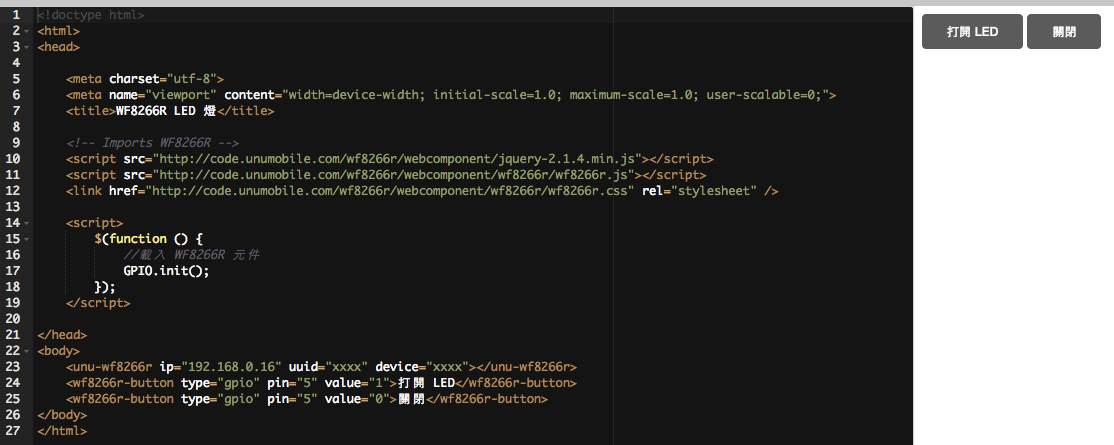 1 <!doctype html>
2 <html>
3 <head>
4
5 <meta charset="utf-8">
6 <meta name="viewport" content="width=device-width; initial-scale=1.0; maximum-scale=1.0; user-scalable=0;">
7 <title>WF8266R LED 燈</title>
8
9 <!-- Imports WF8266R -->
10 <script src="http://code.unumobile.com/wf8266r/webcomponent/jquery-2.1.4.min.js"></script>
11 <script src="http://code.unumobile.com/wf8266r/webcomponent/wf8266r/wf8266r.js"></script>
12 <link href="http://code.unumobile.com/wf8266r/webcomponent/wf8266r/wf8266r.css" rel="stylesheet" />
13
14 <script>
15 $(function () {
16 //載入 WF8266R 元件
17 GPIO.init();
18 });
19 </script>
20
21 </head>
22 <body>
23 <unu-wf8266r ip="192.168.0.16" uuid="xxxx" device="xxxx"></unu-wf8266r>
24 <wf8266r-button type="gpio" pin="5" value="1">打開 LED</wf8266r-button>
25 <wf8266r-button type="gpio" pin="5" value="0">關閉</wf8266r-button>
26 </body>
27 </html>
打開 LED
關閉